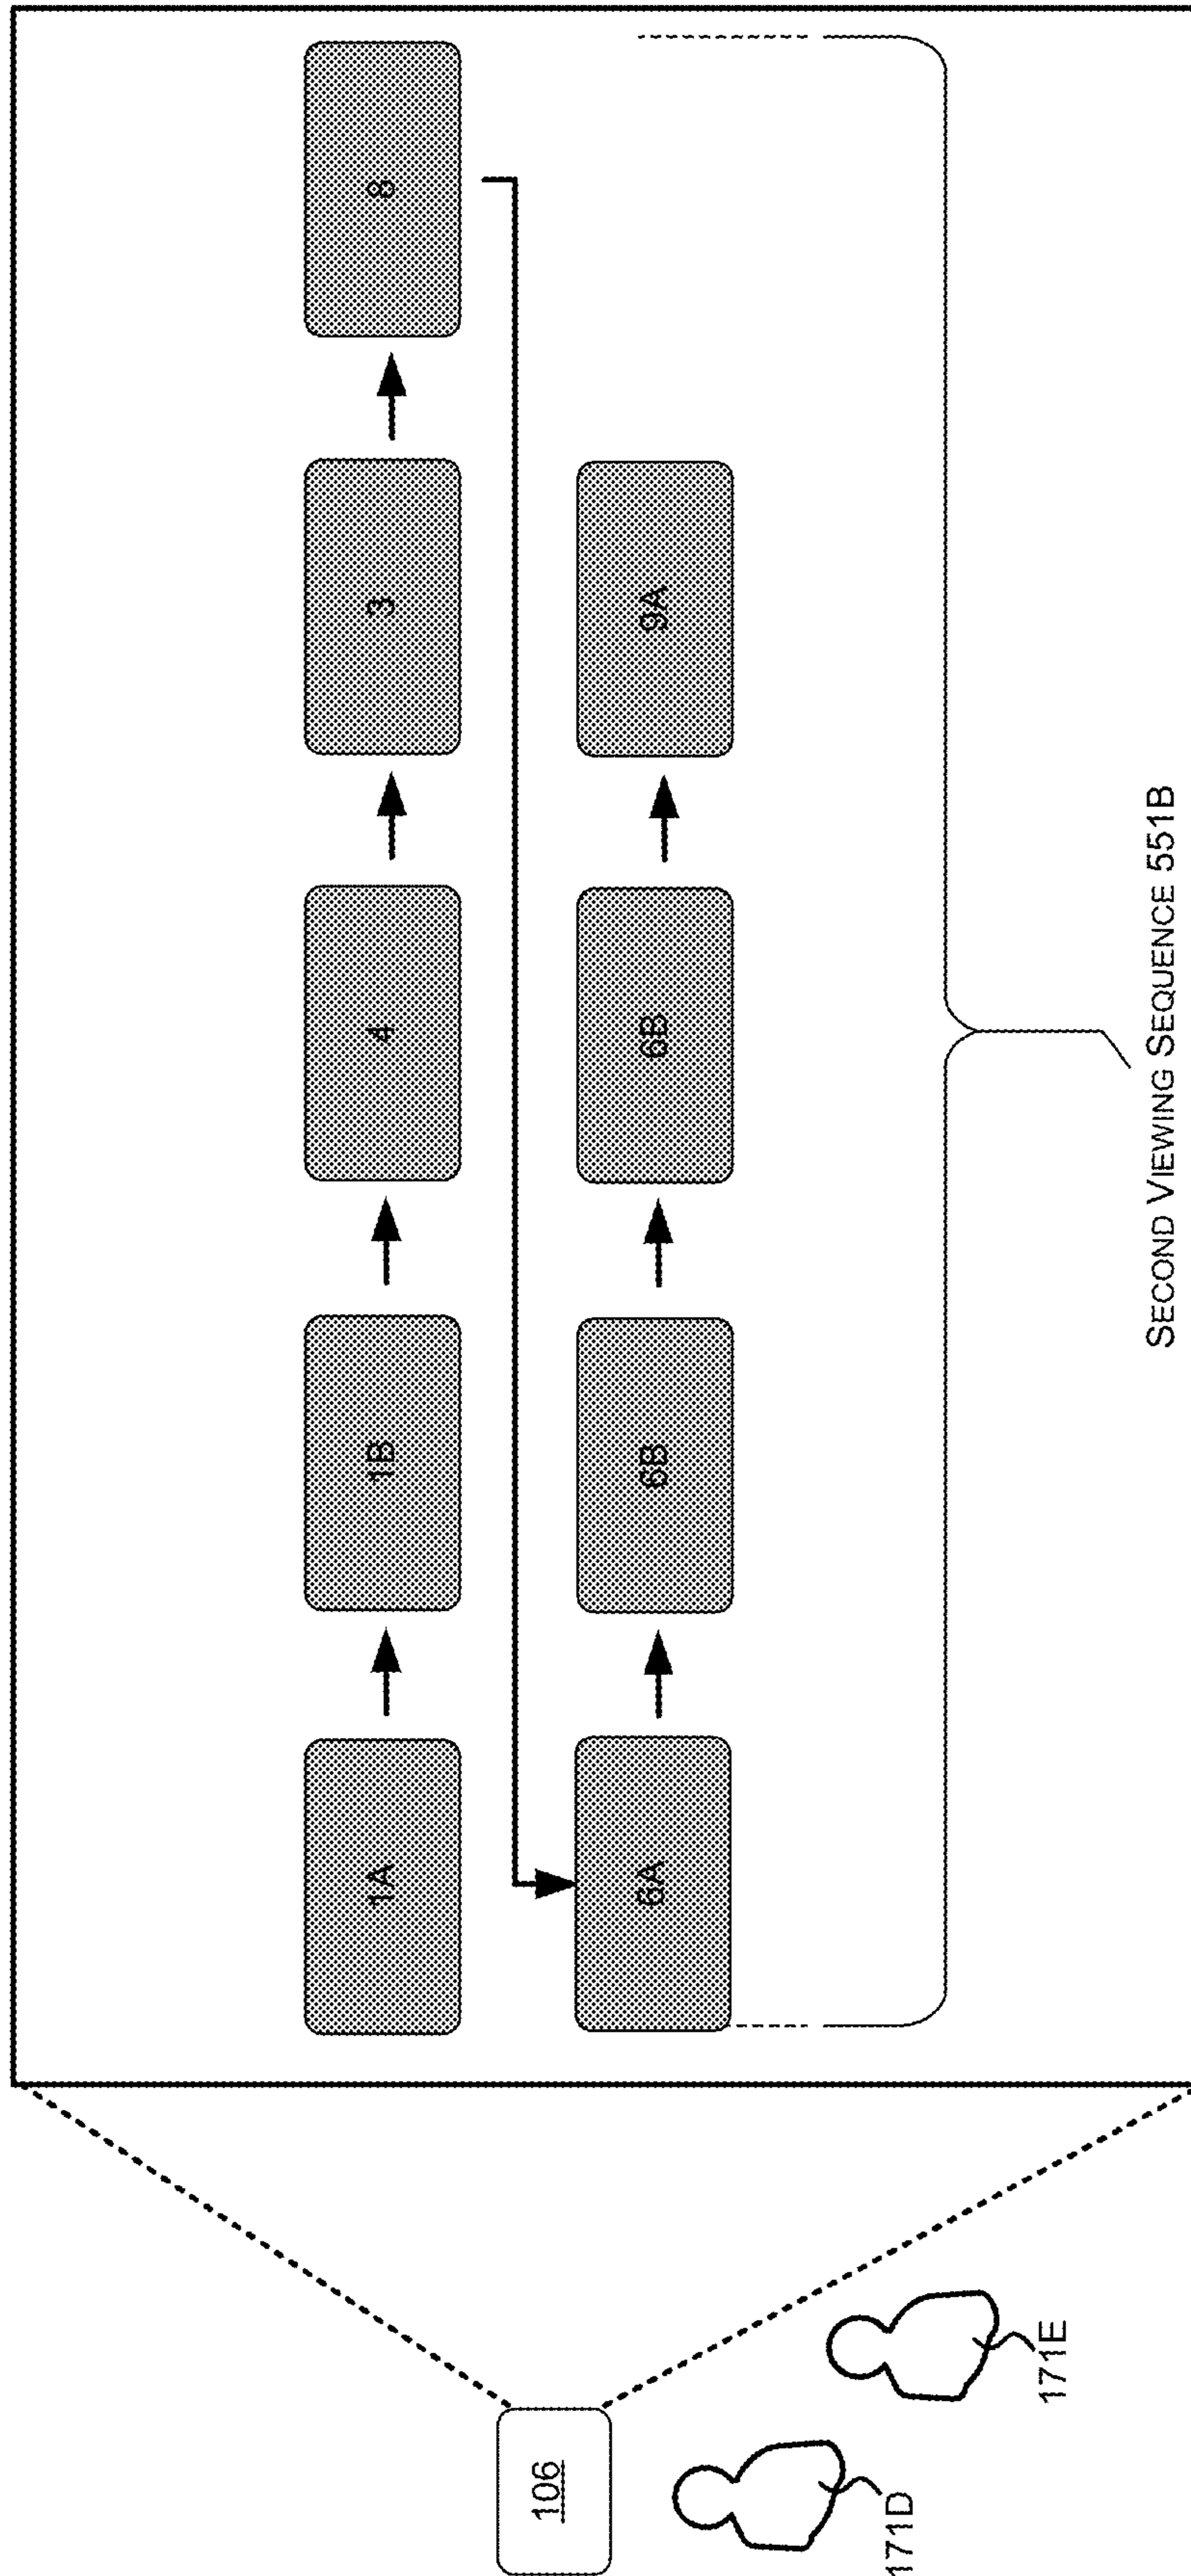 1A
1B
4
3
8
6A
6B
6B
9A
106
171D
171E
SECOND VIEWING SEQUENCE 551B